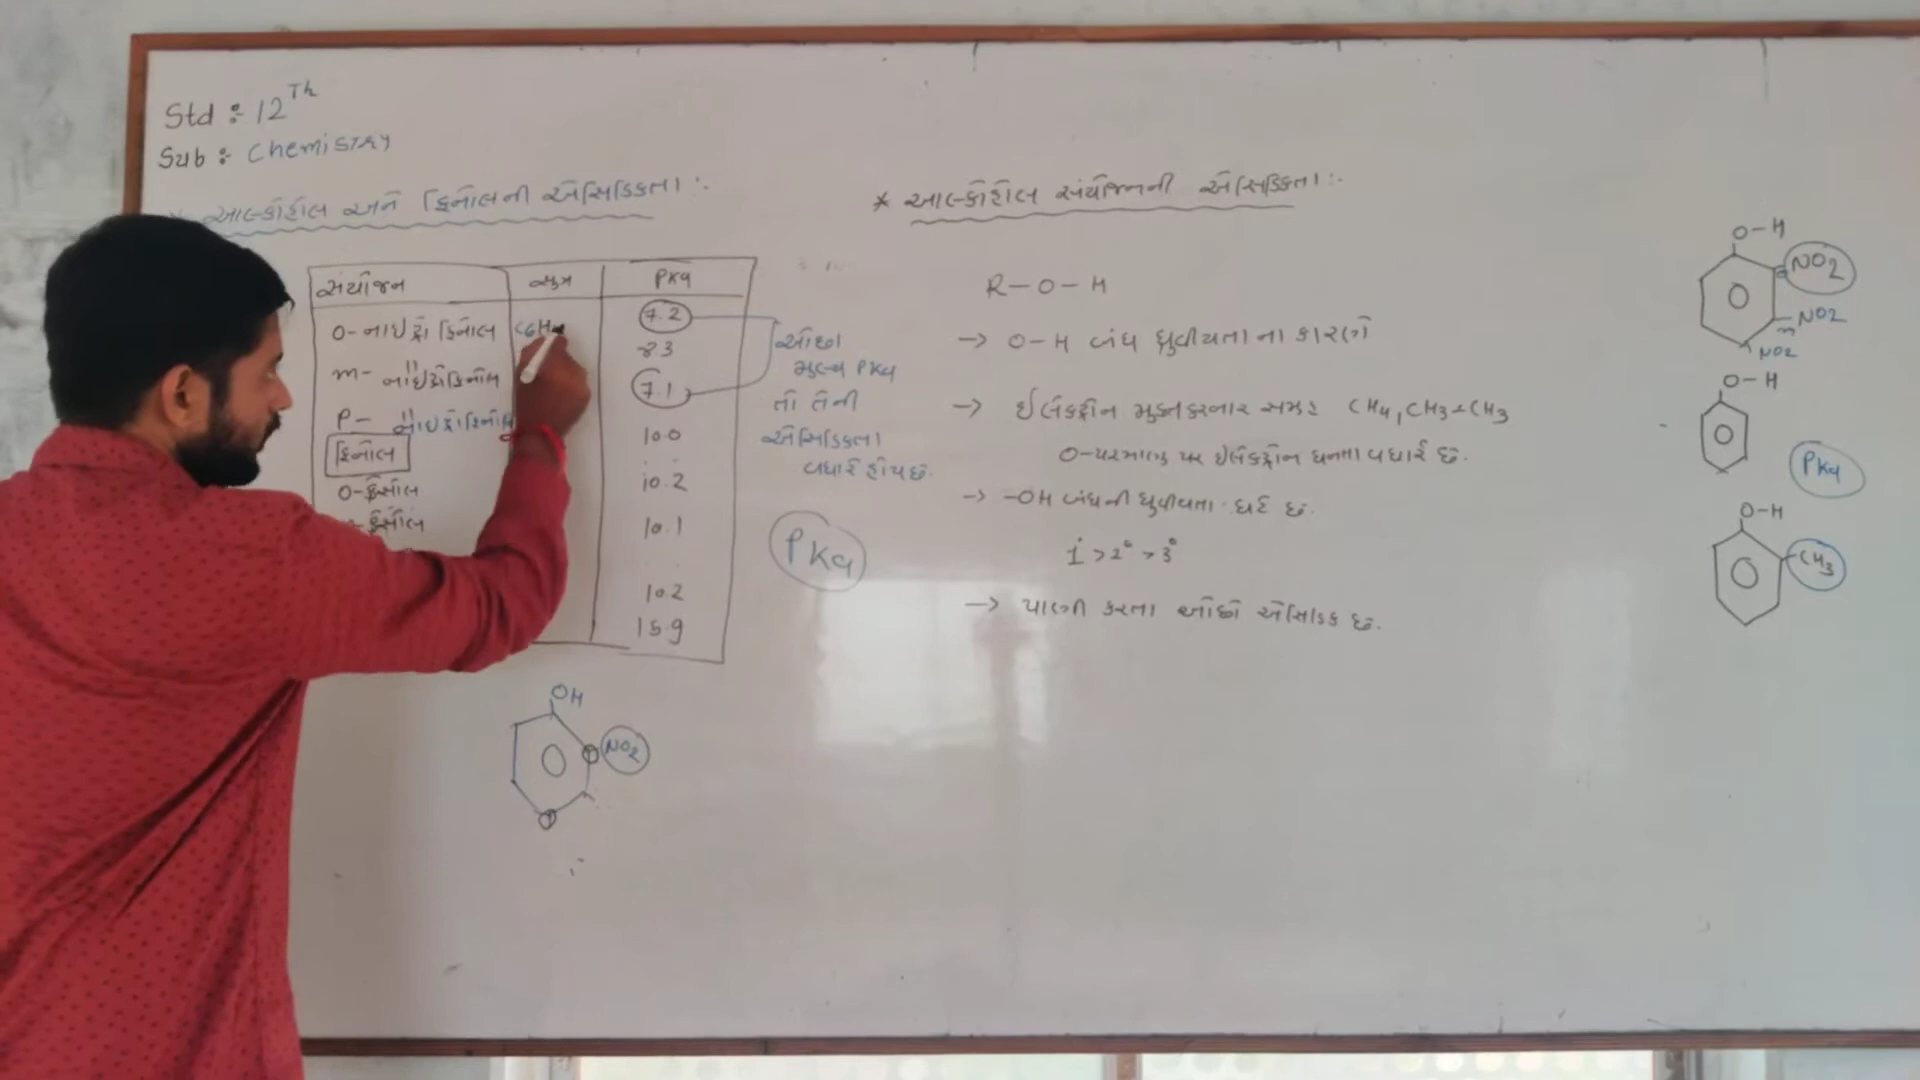 Std : 12Th
Sub : Chemistry
આલ્કોહોલ અને ફિનોલની એસિડિકતા :.
સંયોજન સુત્ર PKa
O- નાઇટ્રો ફિનોલ C6H4 7.2
m- નાઇટ્રોફિનોલ 8.3
P- નાઇટ્રોફિનોલ 7.1
ફિનોલ 10.0
O-ક્રેસોલ 10.2
-ક્રેસોલ 10.1
10.2
15.9
ઓછા
મુલ્ય PKa
તો તેની
એસિડિકતા
વધારે હોય છે.
PKa
OH
NO2
* આલ્કોહોલ સંયોજનની એસિડિકતા :.
R-O-H
→ O-H બંધ ધ્રુવીયતા ના કારણે
→ ઈલેક્ટ્રોન મુક્ત કરનાર સમૂહ CH4, CH3-CH3
O-પરમાણુ પર ઈલેક્ટ્રોન ઘનતા વધારે છે.
→ -OH બંધની ધ્રુવીયતા ઘટે છે.
1° > 2° > 3°
→ પાણી કરતા ઓછો એસિડિક છે.
O-H
NO2
NO2
m
NO2
O-H
PKa
O-H
CH3